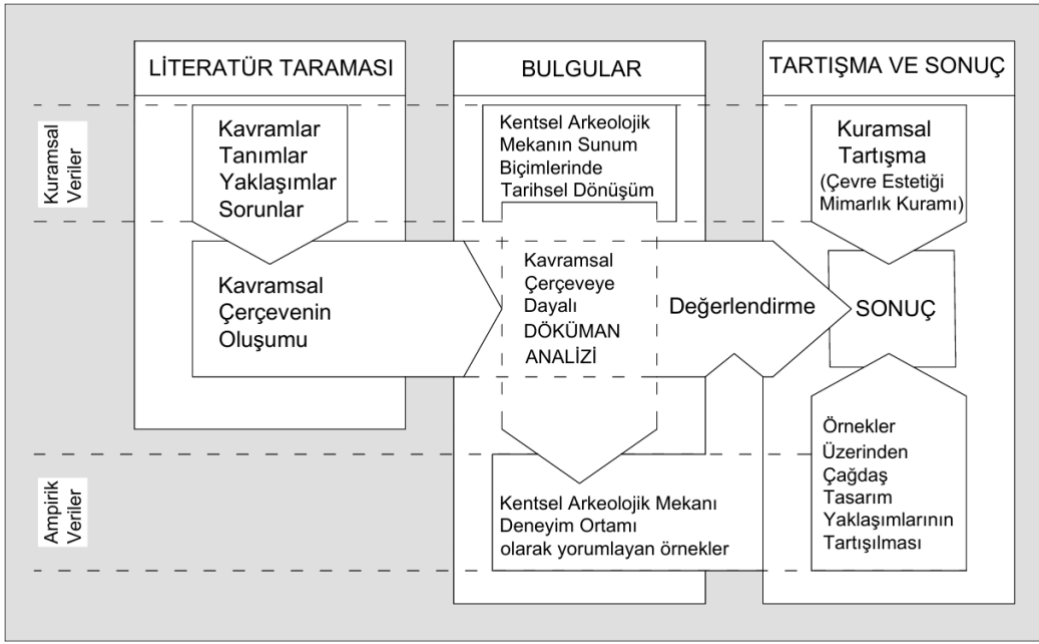 LİTERATÜR TARAMASI
BULGULAR
TARTIŞMA VE SONUÇ
Kuramsal
Veriler
Kavramlar
Tanımlar
Yaklaşımlar
Sorunlar
Kentsel Arkeolojik
Mekanın Sunum
Biçimlerinde
Tarihsel Dönüşüm
Kuramsal
Tartışma
(Çevre Estetiği
Mimarlık Kuramı)
Kavramsal
Çerçevenin
Oluşumu
Kavramsal
Çerçeveye
Dayalı
DÖKÜMAN
ANALİZİ
Değerlendirme
SONUÇ
Ampirik
Veriler
Kentsel Arkeolojik Mekanı
Deneyim Ortamı
olarak yorumlayan örnekler
Örnekler
Üzerinden
Çağdaş
Tasarım
Yaklaşımlarının
Tartışılması